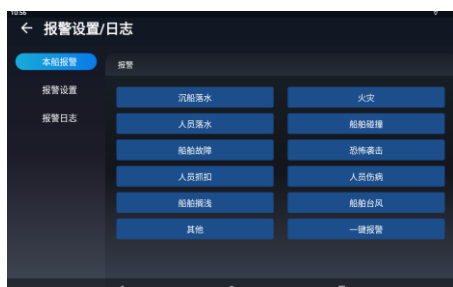 10:56
报警设置/日志
本船报警
报警
报警设置
报警日志
沉船落水
火灾
人员落水
船舶碰撞
船舶故障
恐怖袭击
人员抓扣
人员伤病
船舶搁浅
船舶台风
其他
一键报警